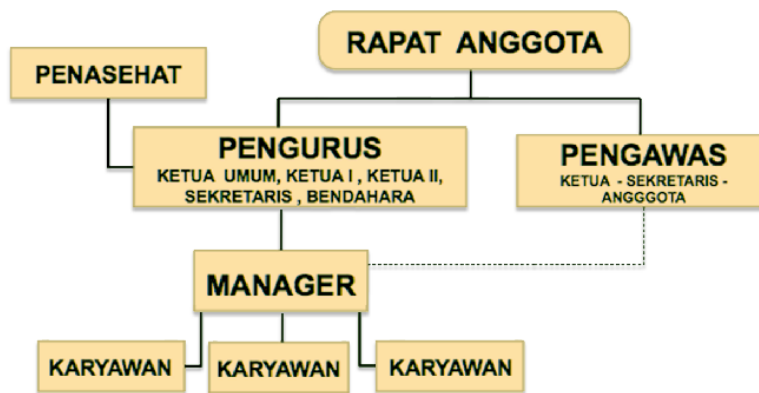 RAPAT ANGGOTA
PENASEHAT
PENGURUS
KETUA UMUM, KETUA I , KETUA II,
SEKRETARIS , BENDAHARA
PENGAWAS
KETUA - SEKRETARIS -
ANGGGOTA
MANAGER
KARYAWAN
KARYAWAN
KARYAWAN